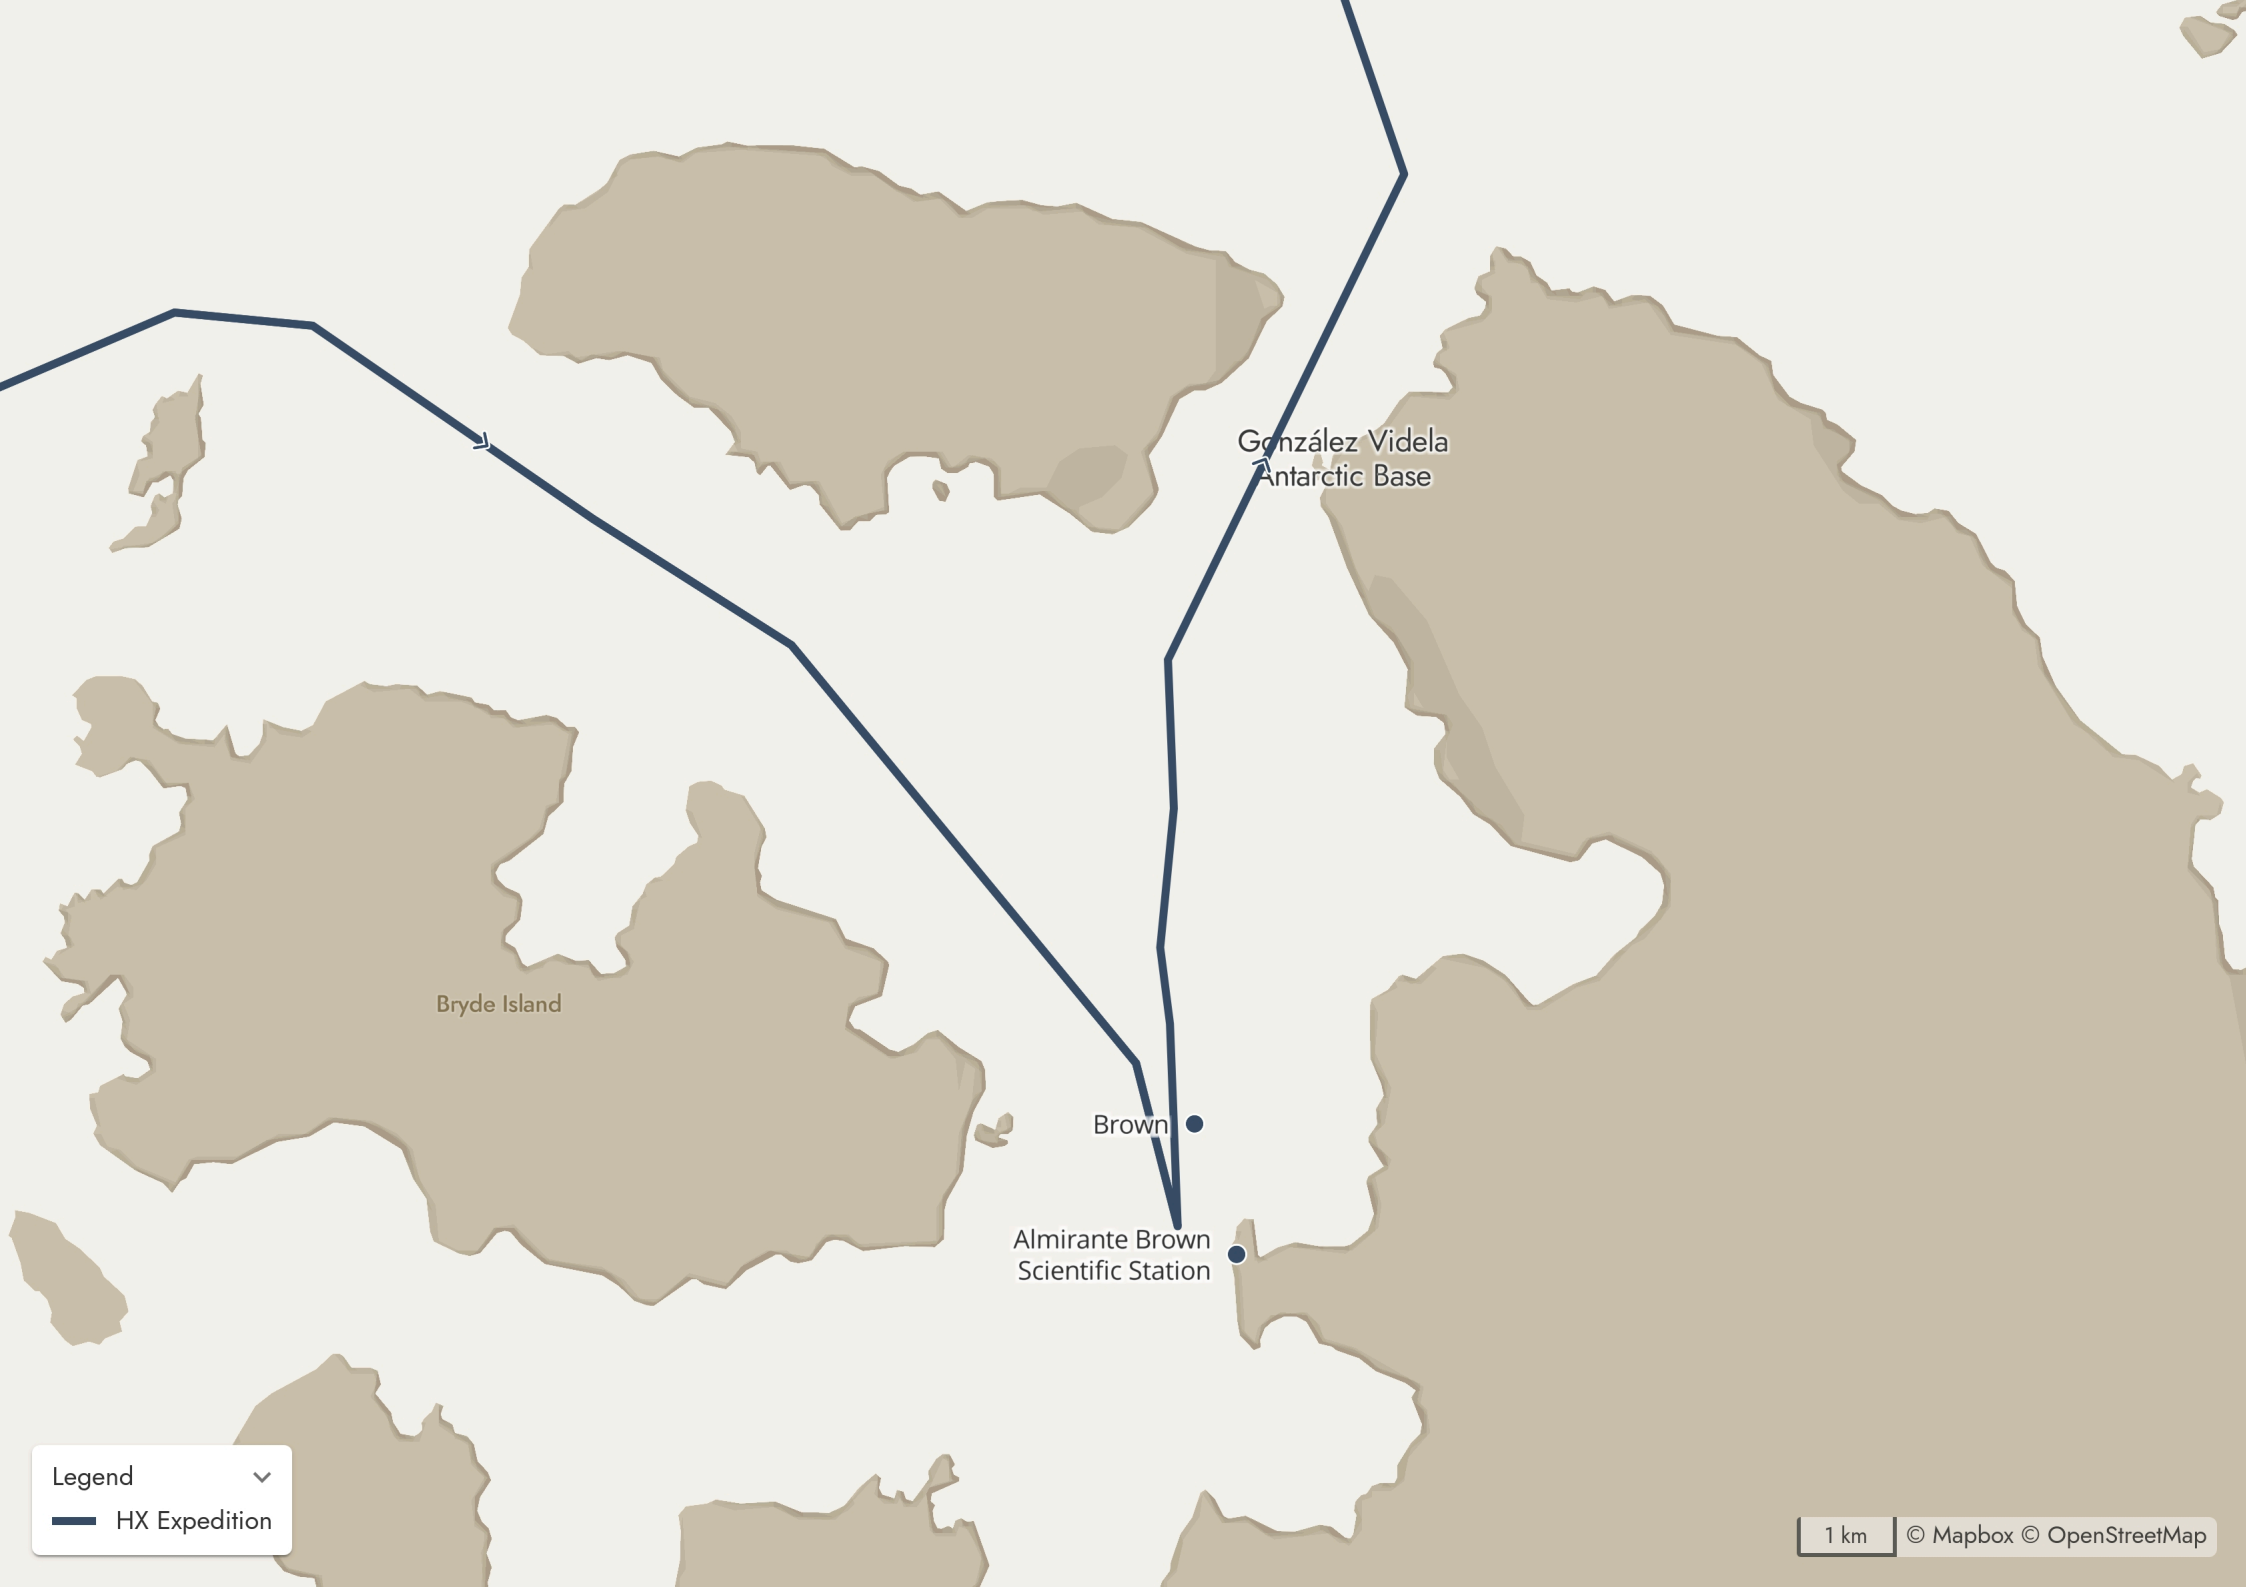 González Videla
Antarctic Base
Bryde Island
Brown
Almirante Brown
Scientific Station
Legend
HX Expedition
1 km
© Mapbox © OpenStreetMap